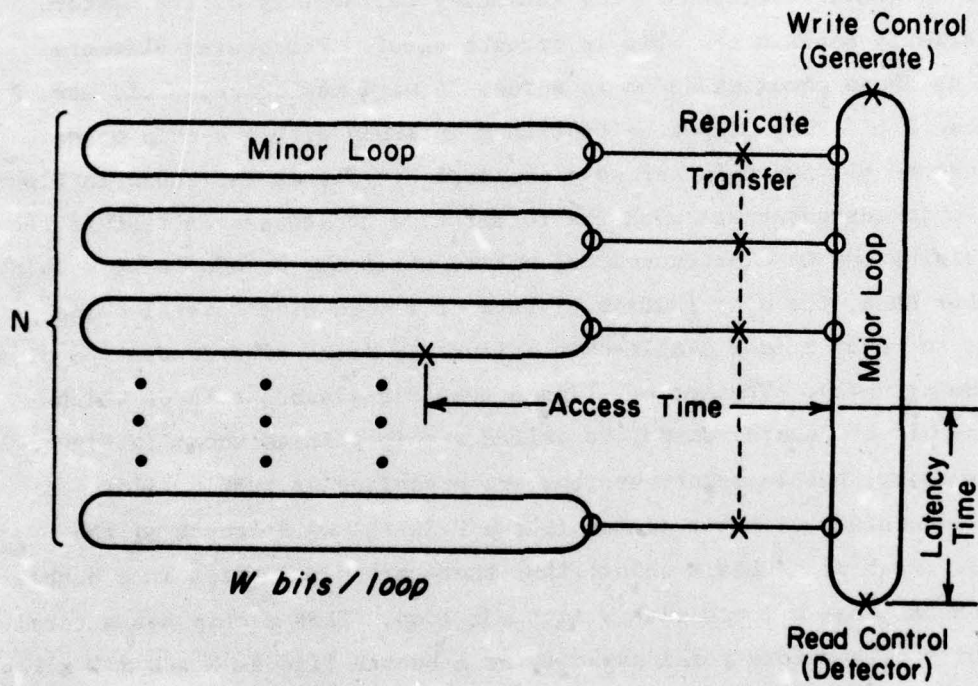 Write Control
(Generate)
N
Minor Loop
Replicate
Transfer
Major Loop
Access Time
Latency
Time
W bits/loop
Read Control
(Detector)